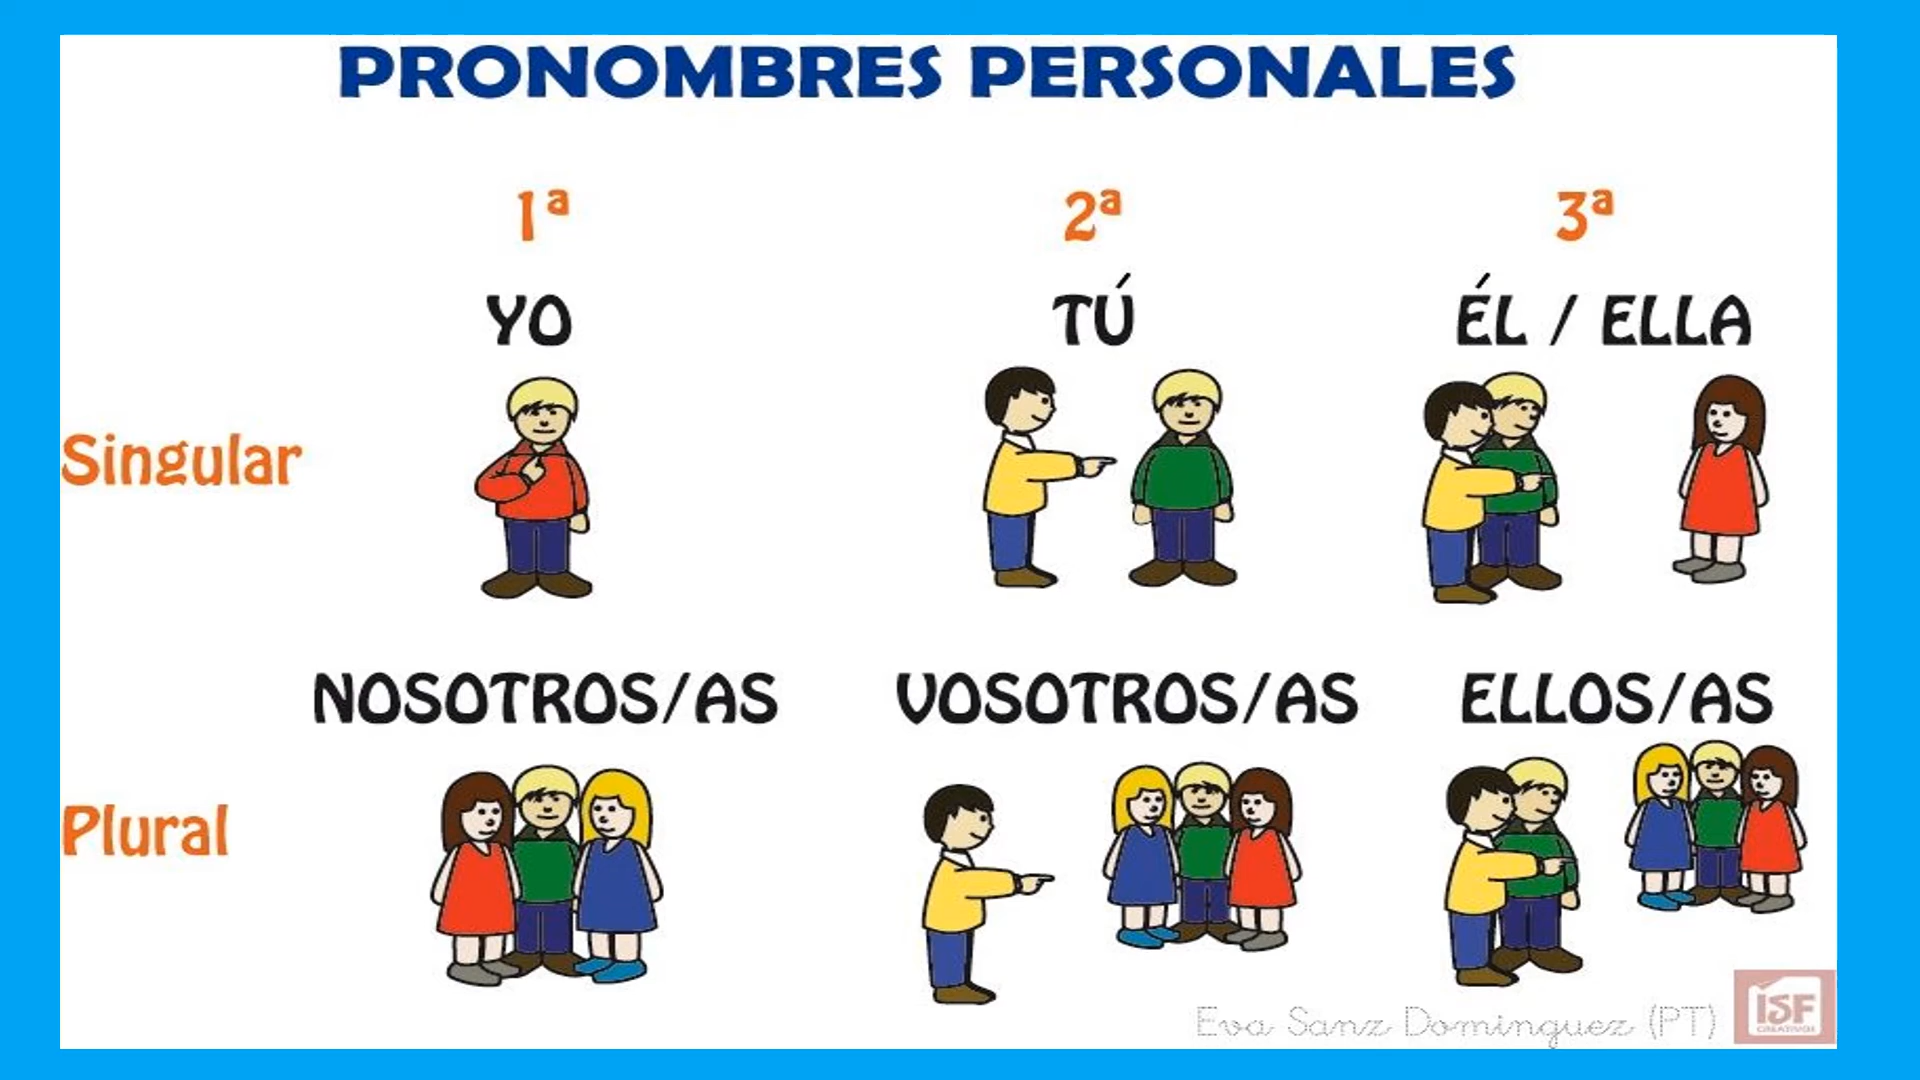 PRONOMBRES PERSONALES
1ª 2ª 3ª
YO TÚ ÉL / ELLA
Singular
NOSOTROS/AS VOSOTROS/AS ELLOS/AS
Plural
Eva Sanz Dominguez (PT)
ISF
CREATIVOS